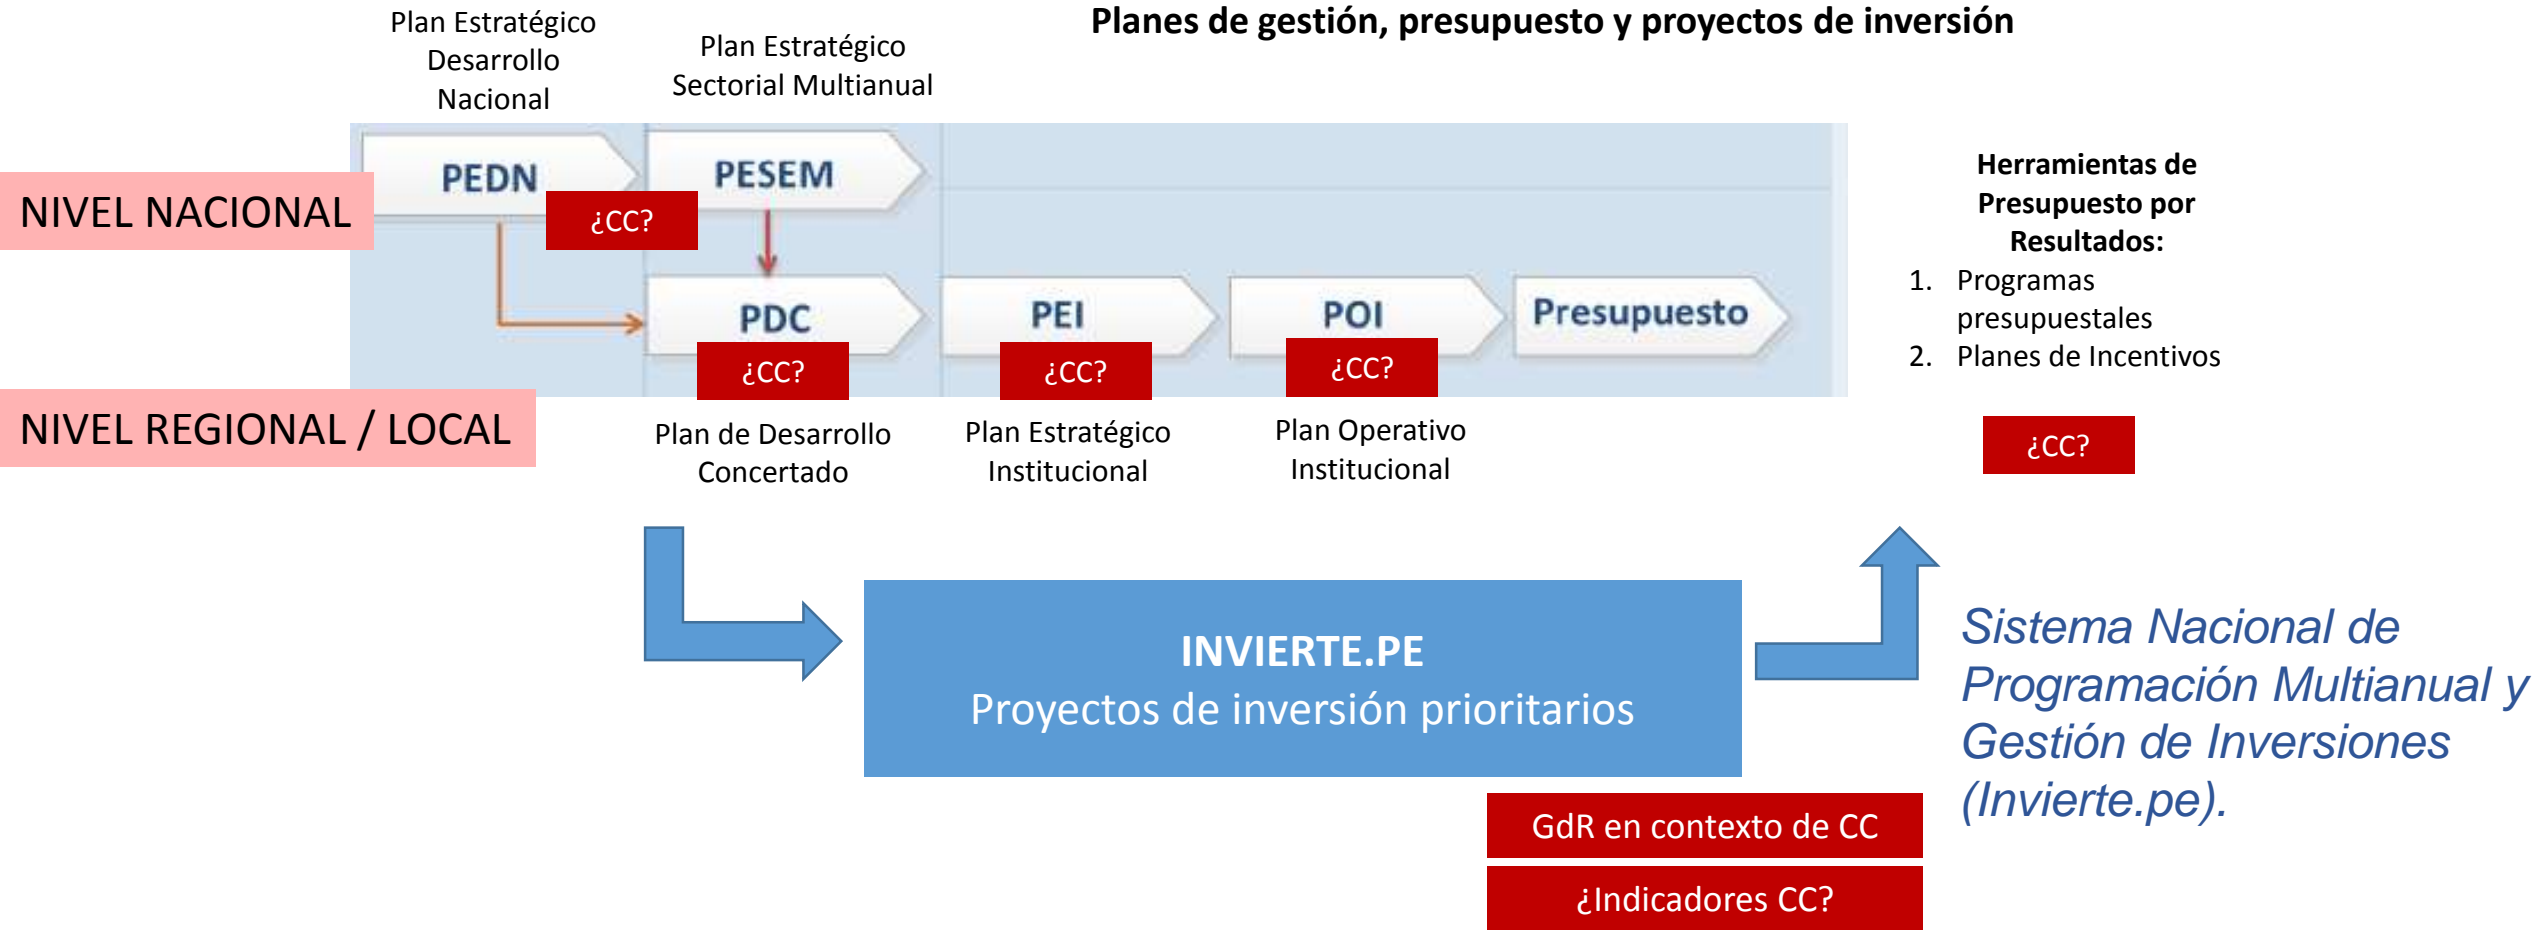 Planes de gestión, presupuesto y proyectos de inversión
Plan Estratégico
Desarrollo
Nacional
Plan Estratégico
Sectorial Multianual
NIVEL NACIONAL
PEDN
¿CC?
PESEM
NIVEL REGIONAL / LOCAL
PDC
¿CC?
PEI
¿CC?
POI
¿CC?
Presupuesto
Plan de Desarrollo
Concertado
Plan Estratégico
Institucional
Plan Operativo
Institucional
Herramientas de
Presupuesto por
Resultados:
1. Programas
presupuestales
2. Planes de Incentivos
¿CC?
INVIERTE.PE
Proyectos de inversión prioritarios
Sistema Nacional de
Programación Multianual y
Gestión de Inversiones
(Invierte.pe).
GdR en contexto de CC
¿Indicadores CC?